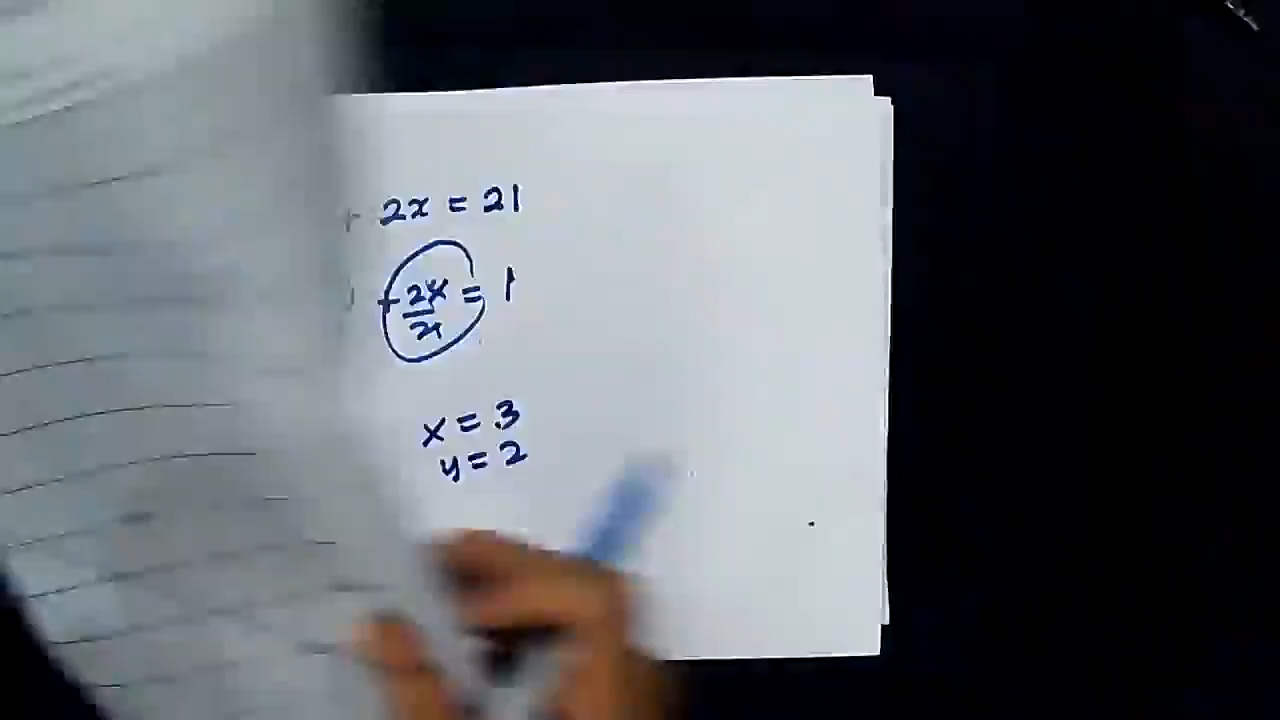 2x = 21
+ 2x/21 = 1
x = 3
y = 2